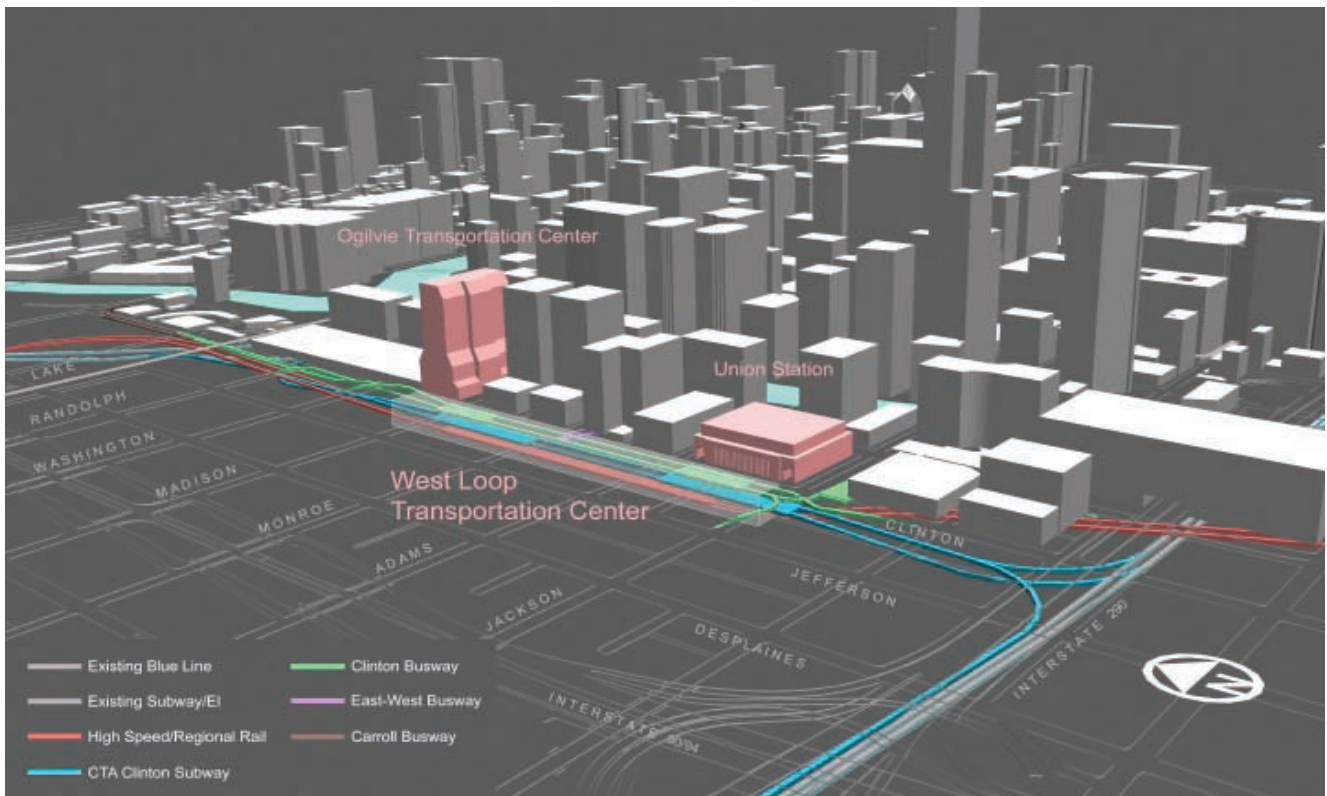 Ogilvie Transportation Center
Union Station
West Loop
Transportation Center
LAKE
RANDOLPH
WASHINGTON
MADISON
MONROE
ADAMS
JACKSON
CLINTON
JEFFERSON
DESPLAINES
INTERSTATE 290
INTERSTATE 90/94
N
Existing Blue Line
Existing Subway/El
High Speed/Regional Rail
CTA Clinton Subway
Clinton Busway
East-West Busway
Carroll Busway